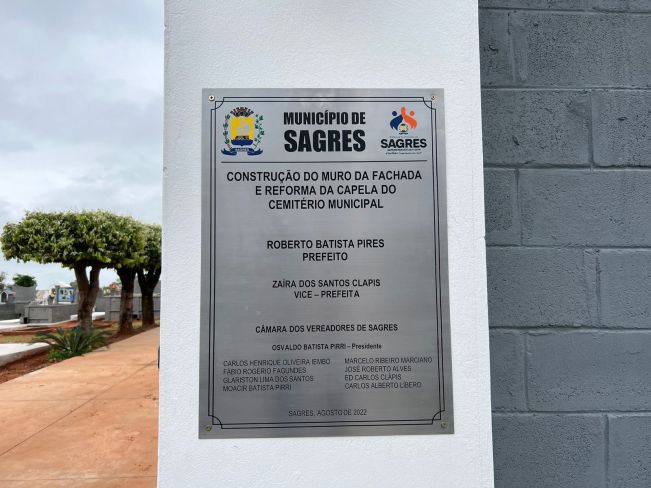 MUNICÍPIO DE
SAGRES
SAGRES
SAGRES
CONSTRUÇÃO DO MURO DA FACHADA
E REFORMA DA CAPELA DO
CEMITÉRIO MUNICIPAL
ROBERTO BATISTA PIRES
PREFEITO
ZAÍRA DOS SANTOS CLAPIS
VICE – PREFEITA
CÂMARA DOS VEREADORES DE SAGRES
OSVALDO BATISTA PIRRI – Presidente
CARLOS HENRIQUE OLIVEIRA IEMBO
FÁBIO ROGÉRIO FAGUNDES
GLARISTON LIMA DOS SANTOS
MOACIR BATISTA PIRRI
MARCELO RIBEIRO MARCIANO
JOSÉ ROBERTO ALVES
ED CARLOS CLÁPIS
CARLOS ALBERTO LIBERO
SAGRES, AGOSTO DE 2022